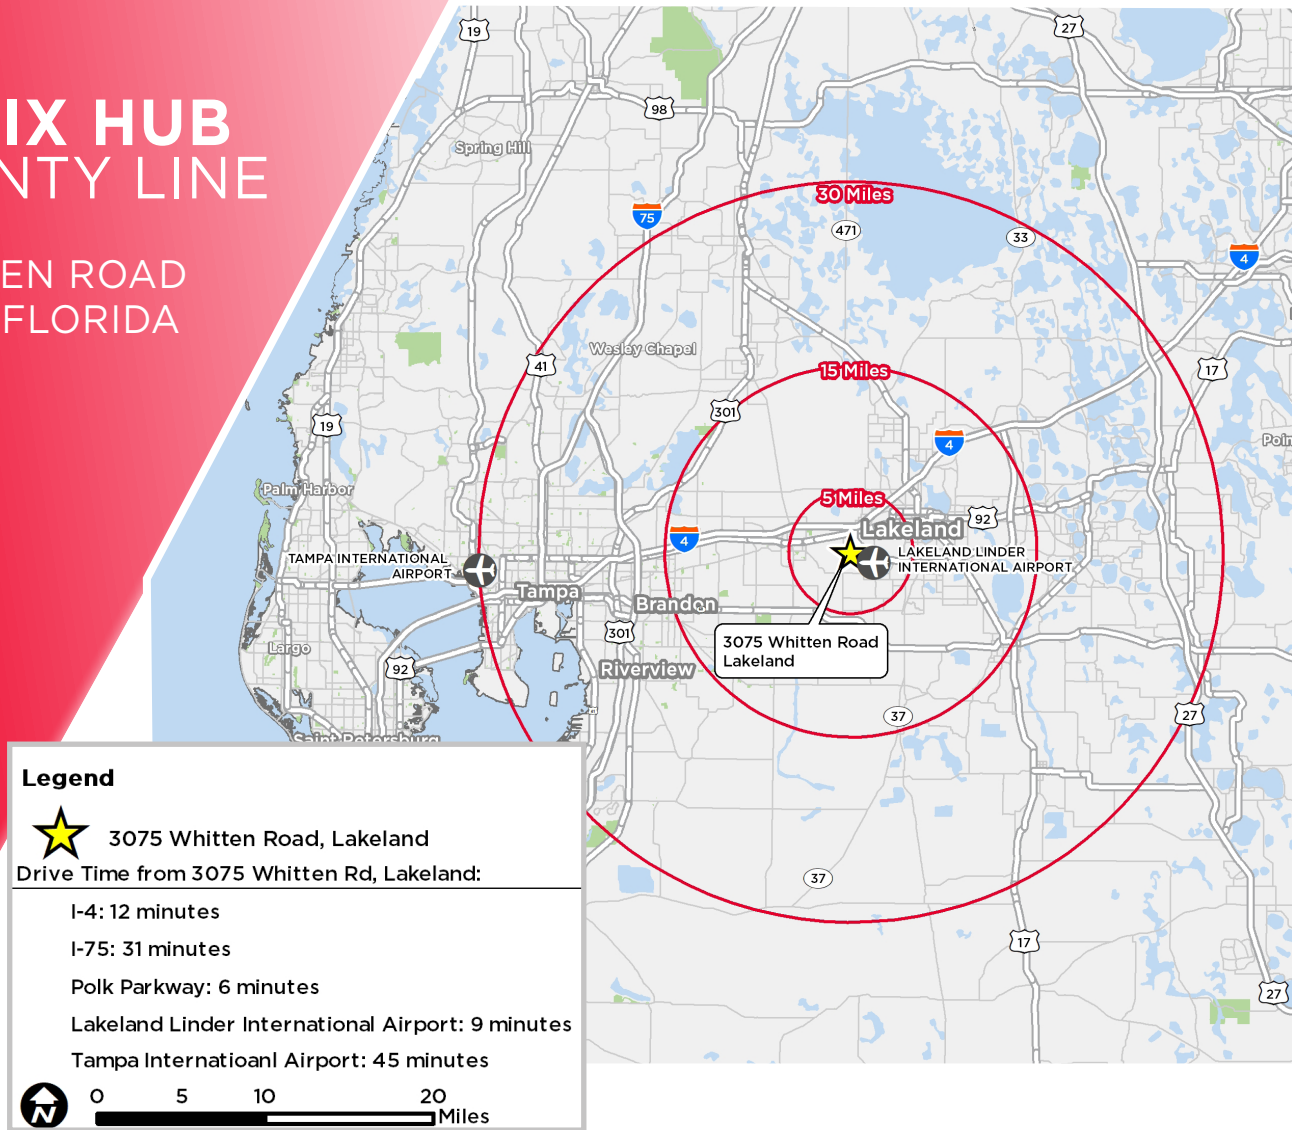 IX HUB
NTY LINE
EN ROAD
FLORIDA
19
27
98
Spring Hill
30 Miles
75
471
33
4
Wesley Chapel
41
15 Miles
17
301
19
4
Palm Harbor
5 Miles
92
Lakeland
4
TAMPA INTERNATIONAL
AIRPORT
LAKELAND LINDER
INTERNATIONAL AIRPORT
Tampa
Brandon
301
3075 Whitten Road
Lakeland
Largo
92
Riverview
37
27
Saint Petersburg
37
17
27
Legend
3075 Whitten Road, Lakeland
Drive Time from 3075 Whitten Rd, Lakeland:
I-4: 12 minutes
I-75: 31 minutes
Polk Parkway: 6 minutes
Lakeland Linder International Airport: 9 minutes
Tampa Internatioanl Airport: 45 minutes
N
0 5 10 20
Miles